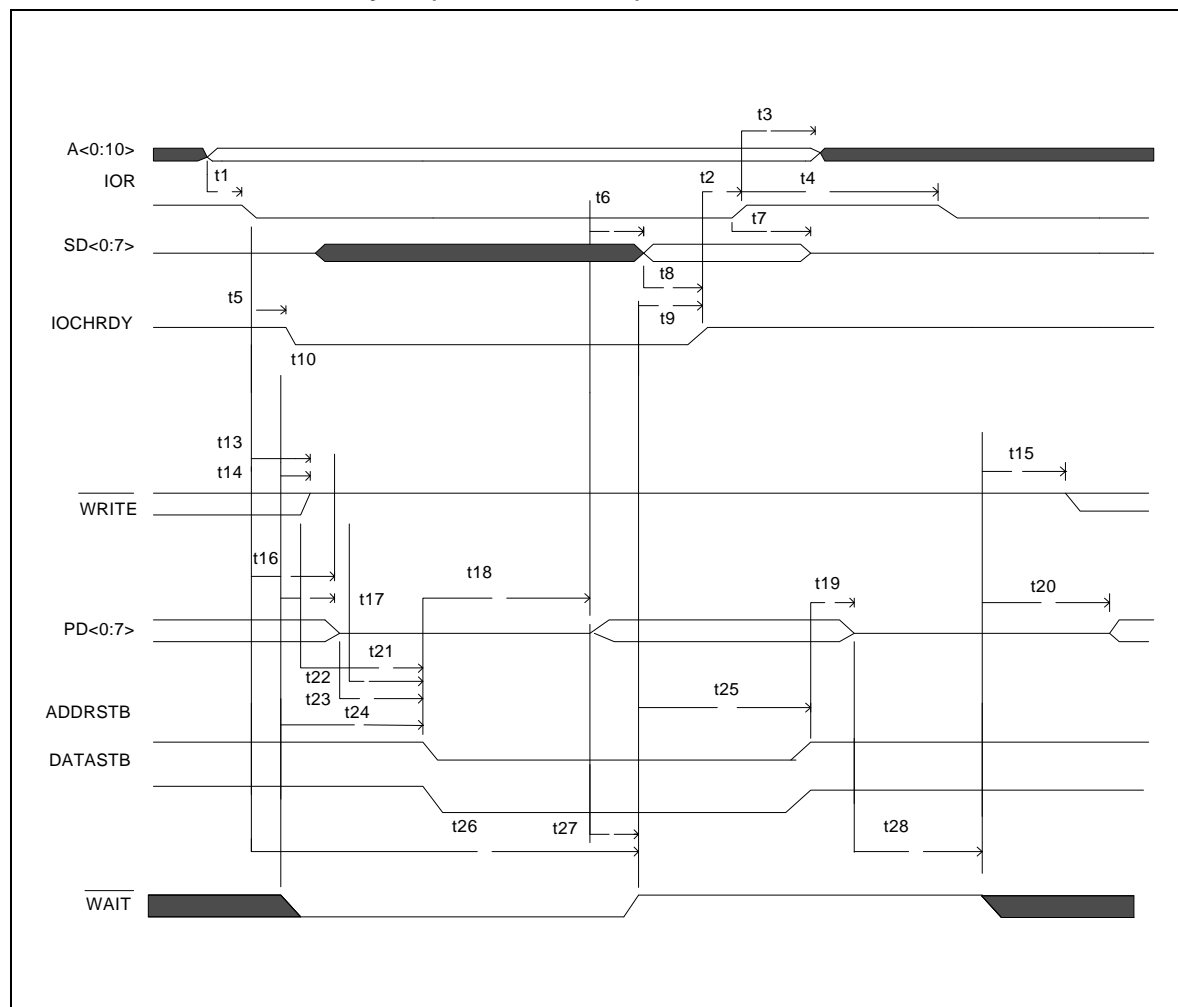 t3
A<0:10>
t1
t2
t4
IOR
t6
t7
SD<0:7>
t8
t5
t9
IOCHRDY
t10
t13
t15
t14
WRITE
t16
t18
t19
t17
t20
PD<0:7>
t21
t22
t23
t25
ADDRSTB
t24
DATASTB
t26
t27
t28
WAIT